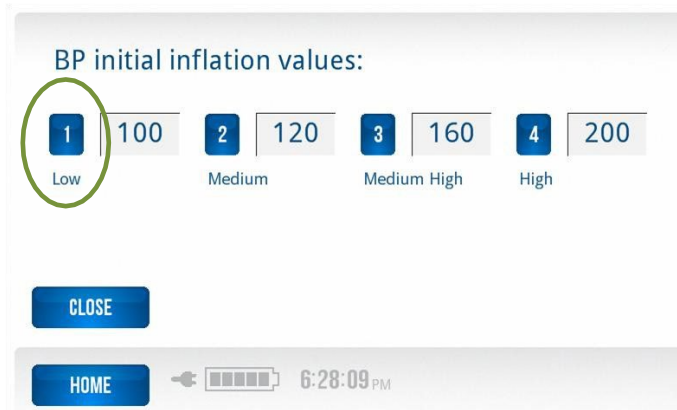 BP initial inflation values:
1 100 2 120 3 160 4 200
Low Medium Medium High High
CLOSE
HOME 6:28:09 PM